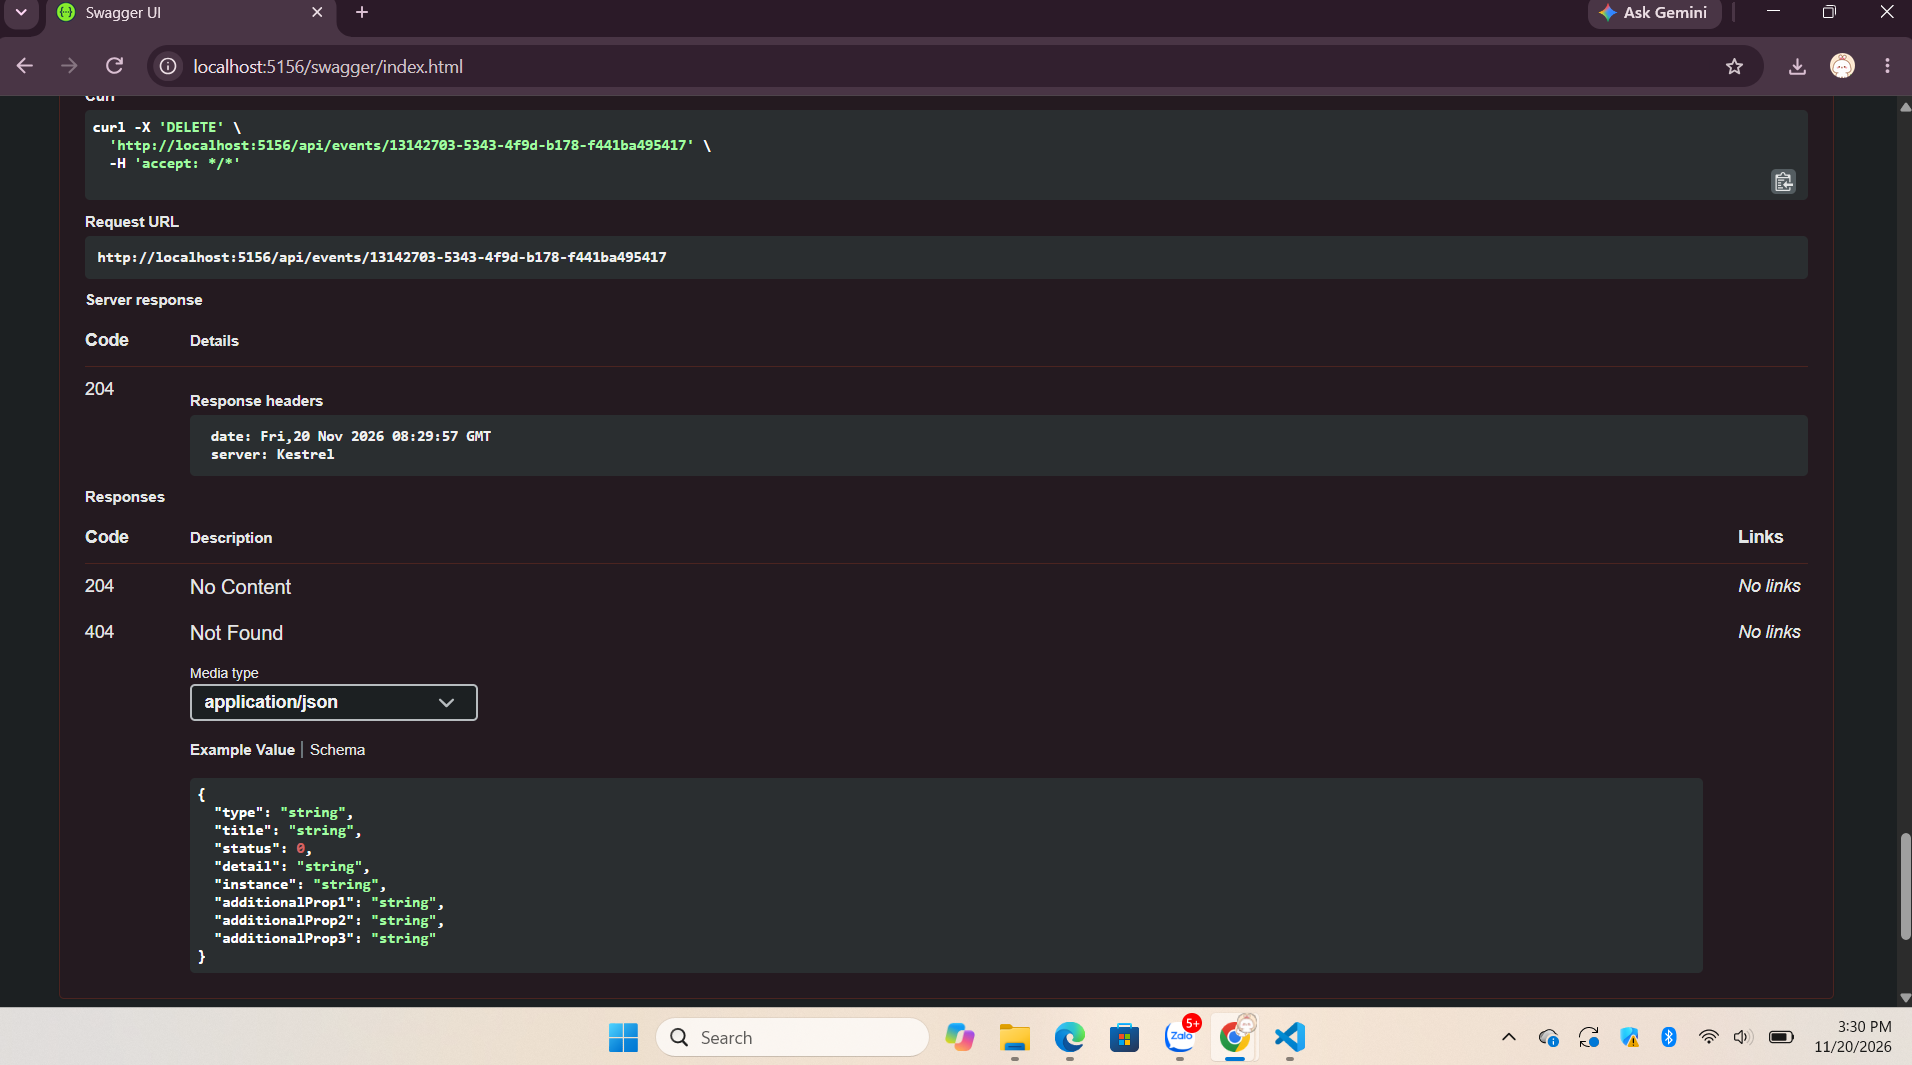 Swagger UI
Ask Gemini
localhost:5156/swagger/index.html
Curl
curl -X 'DELETE' \
'http://localhost:5156/api/events/13142703-5343-4f9d-b178-f441ba495417' \
-H 'accept: */*'
Request URL
http://localhost:5156/api/events/13142703-5343-4f9d-b178-f441ba495417
Server response
Code Details
204
Response headers
date: Fri,20 Nov 2026 08:29:57 GMT
server: Kestrel
Responses
Code Description Links
204 No Content No links
404 Not Found No links
Media type
application/json
Example Value | Schema
{
"type": "string",
"title": "string",
"status": 0,
"detail": "string",
"instance": "string",
"additionalProp1": "string",
"additionalProp2": "string",
"additionalProp3": "string"
}
Search
Zalo
5+
3:30 PM
11/20/2026